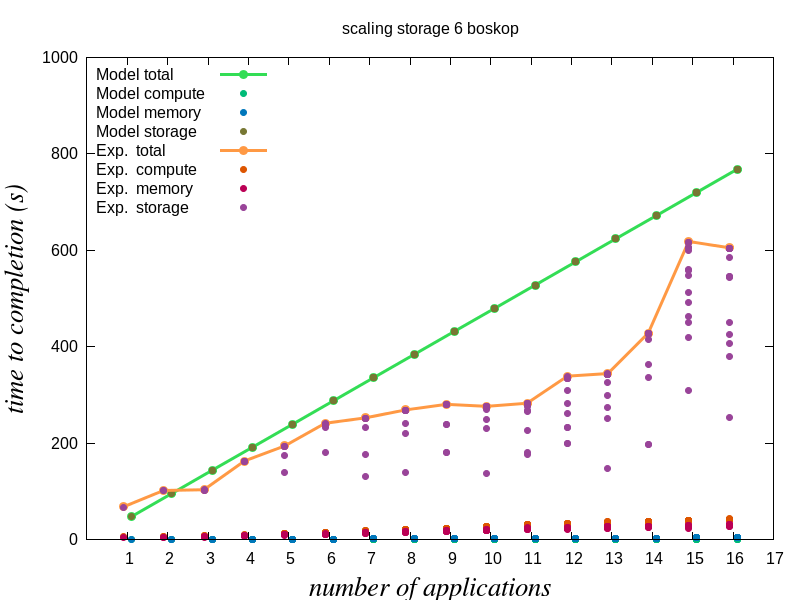 scaling storage 6 boskop
1000
800
600
400
200
0
Model total
Model compute
Model memory
Model storage
Exp. total
Exp. compute
Exp. memory
Exp. storage
time to completion (s)
1 2 3 4 5 6 7 8 9 10 11 12 13 14 15 16 17
number of applications